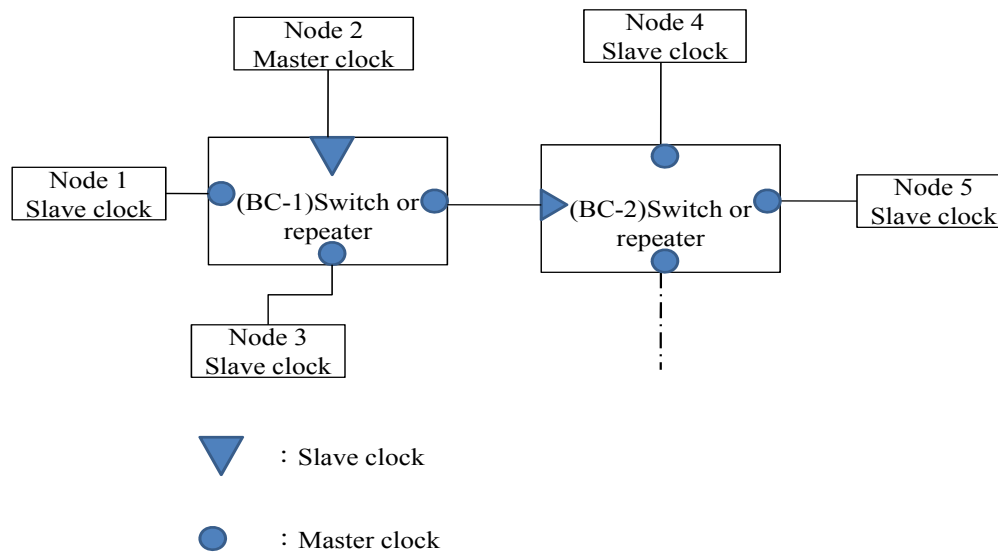 Node 2
Master clock
Node 4
Slave clock
Node 1
Slave clock
(BC-1)Switch or
repeater
(BC-2)Switch or
repeater
Node 5
Slave clock
Node 3
Slave clock
: Slave clock
: Master clock